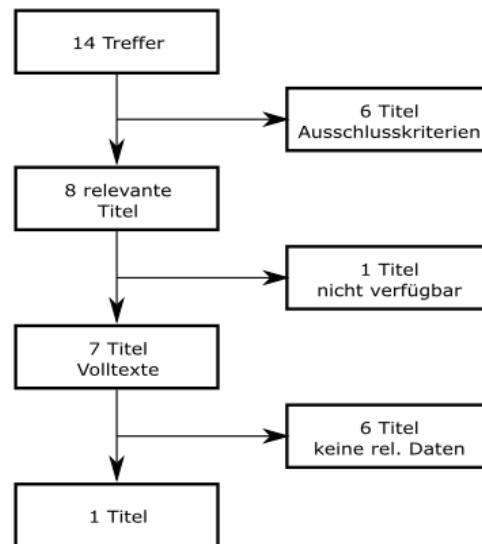 14 Treffer
6 Titel
Ausschlusskriterien
8 relevante
Titel
1 Titel
nicht verfügbar
7 Titel
Volltexte
6 Titel
keine rel. Daten
1 Titel